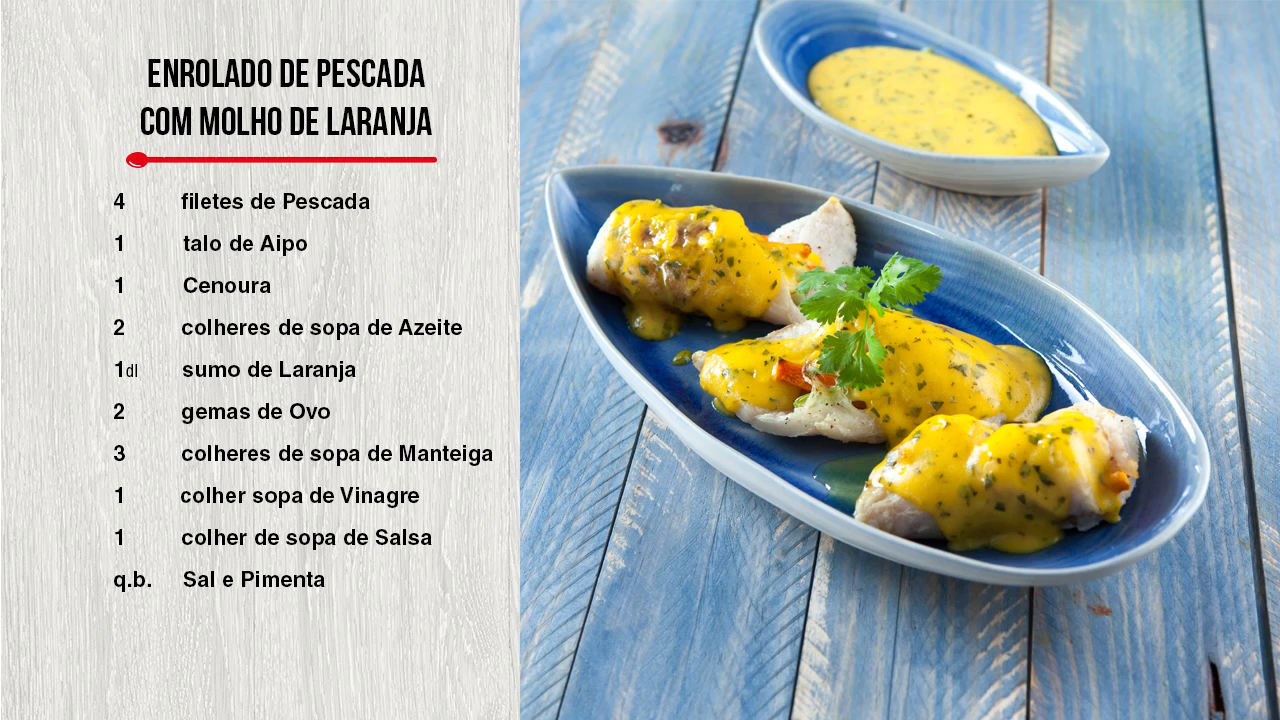 ENROLADO DE PESCADA
COM MOLHO DE LARANJA
4 filetes de Pescada
1 talo de Aipo
1 Cenoura
2 colheres de sopa de Azeite
1dl sumo de Laranja
2 gemas de Ovo
3 colheres de sopa de Manteiga
1 colher sopa de Vinagre
1 colher de sopa de Salsa
q.b. Sal e Pimenta